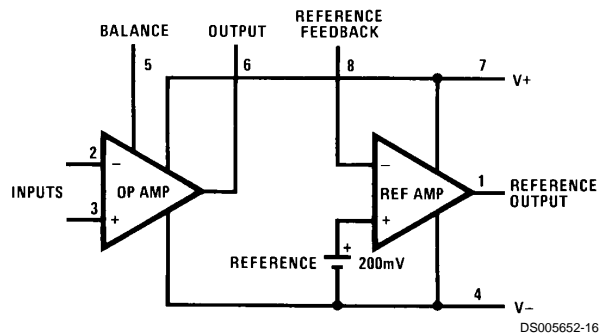 BALANCE
OUTPUT
REFERENCE
FEEDBACK
5
6
8
7
V+
2
−
OP AMP
INPUTS
3
+
−
REF AMP
1
REFERENCE
OUTPUT
+
+
REFERENCE
200mV
4
V−
DS005652-16